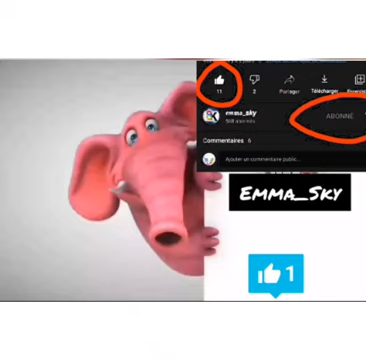 11
2
Partager
Télécharger
emma_sky
ABONNÉ
Commentaires 6
Ajouter un commentaire public...
EMMA_SKY
1